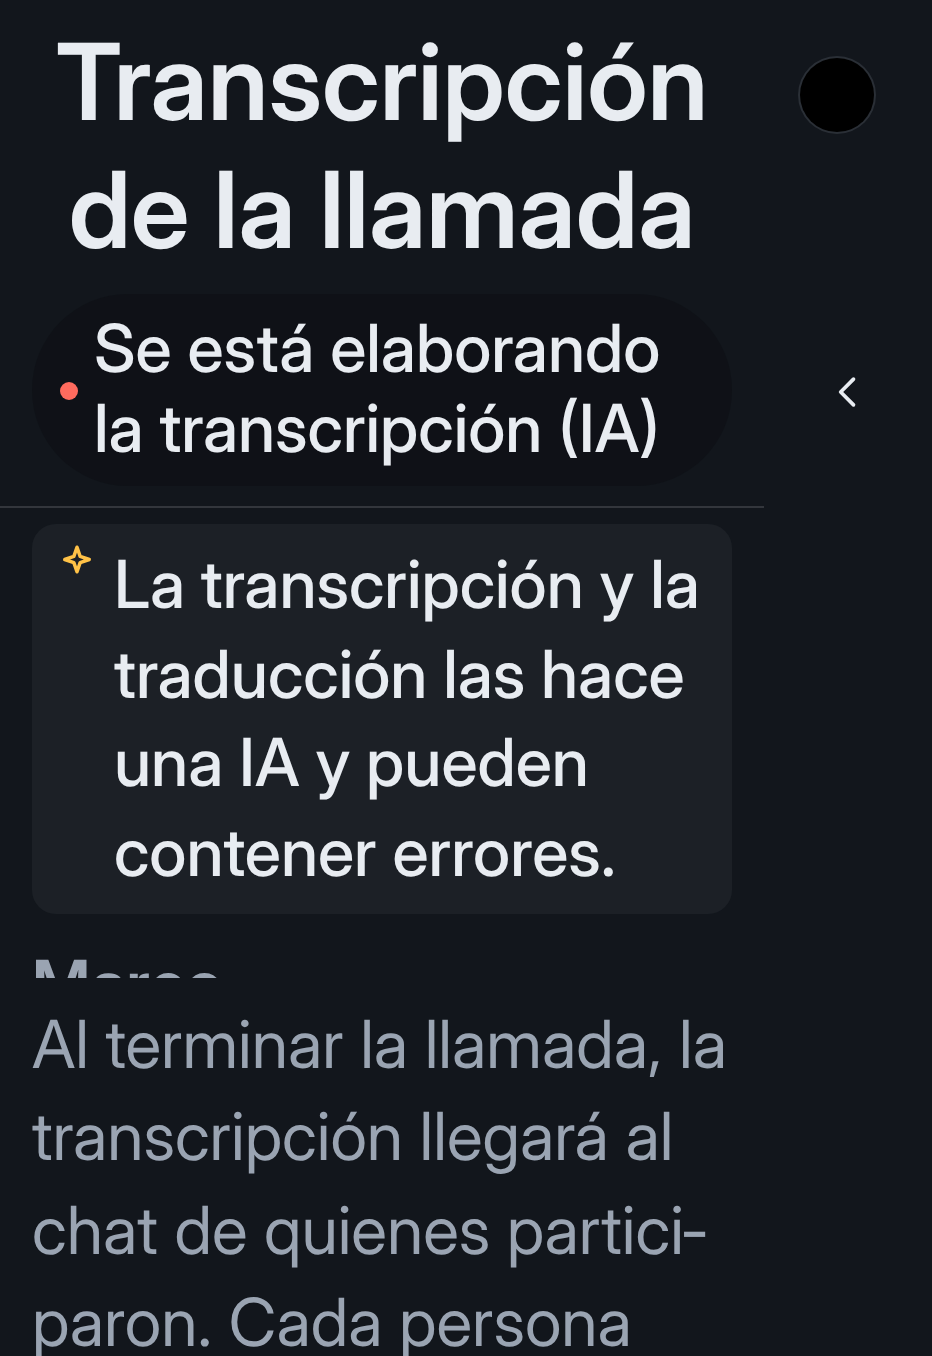 Transcripción
de la llamada
Se está elaborando
la transcripción (IA)
La transcripción y la
traducción las hace
una IA y pueden
contener errores.
Al terminar la llamada, la
transcripción llegará al
chat de quienes partici-
paron. Cada persona